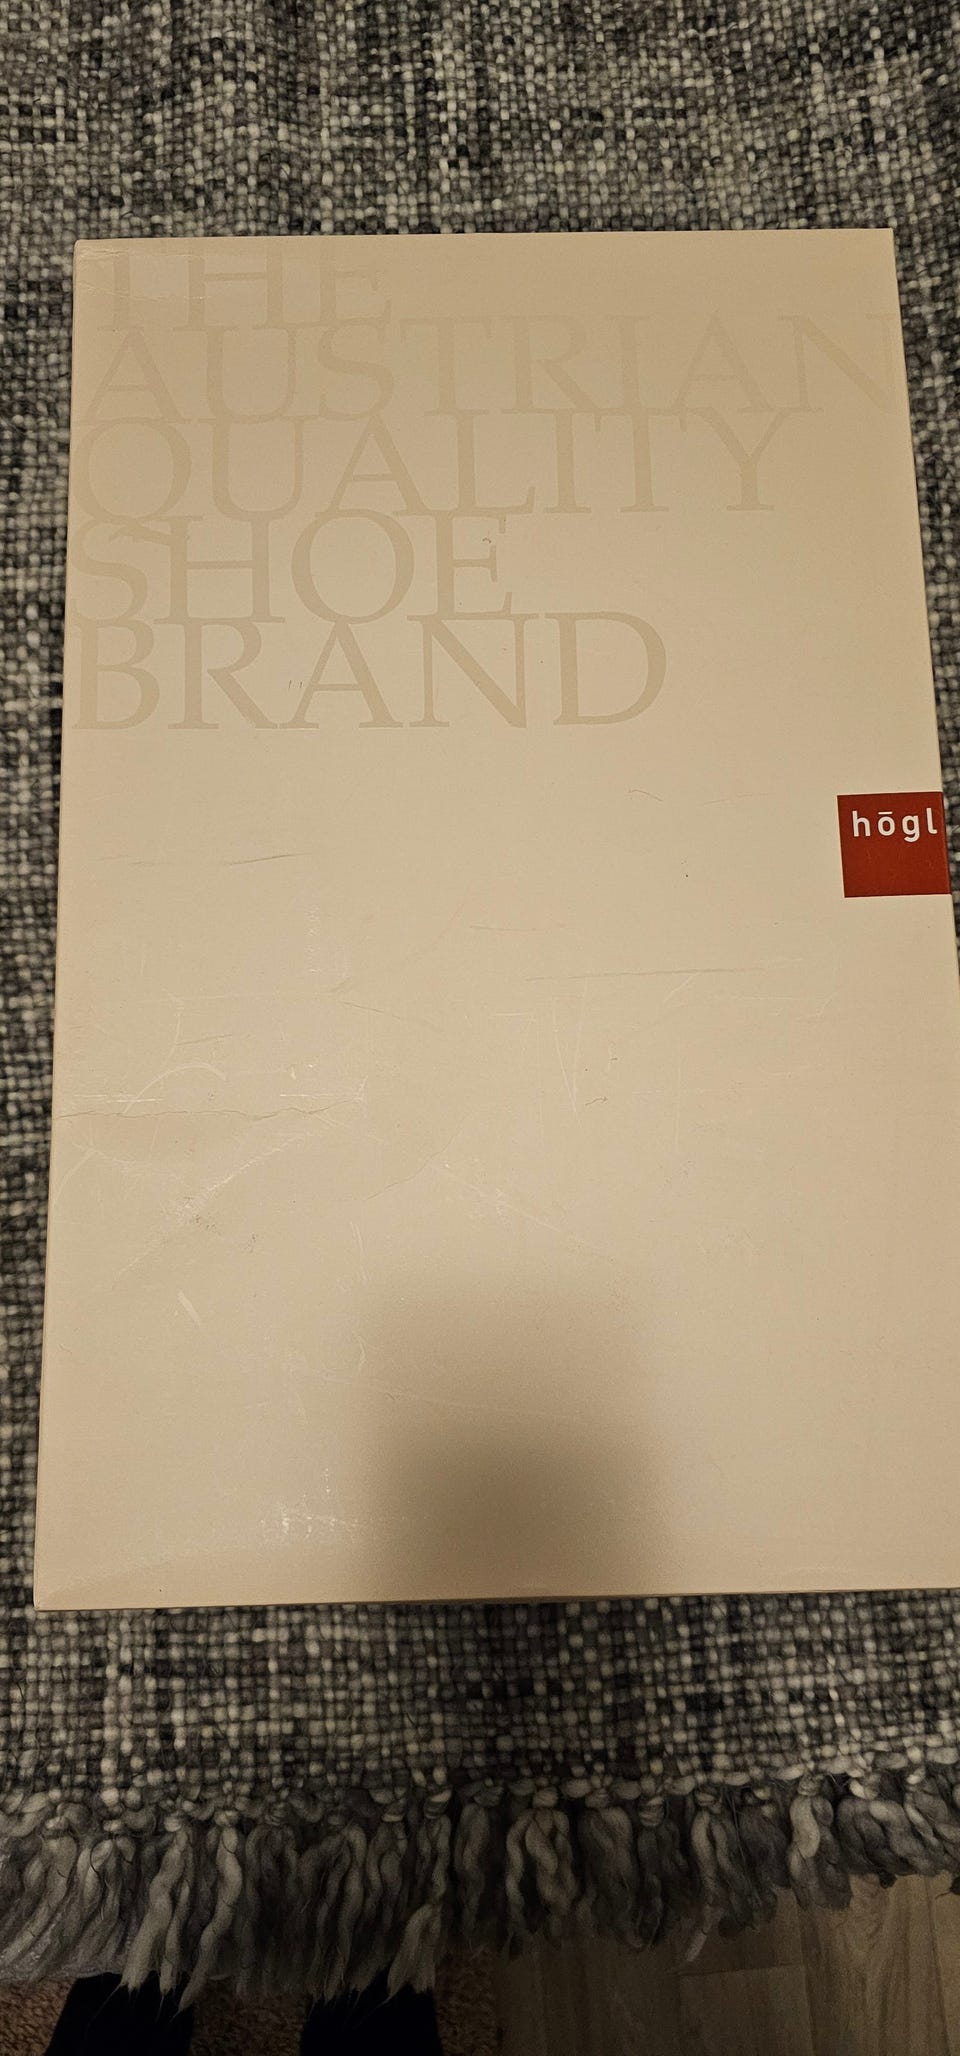 THE
AUSTRIAN
QUALITY
SHOE
BRAND
högl